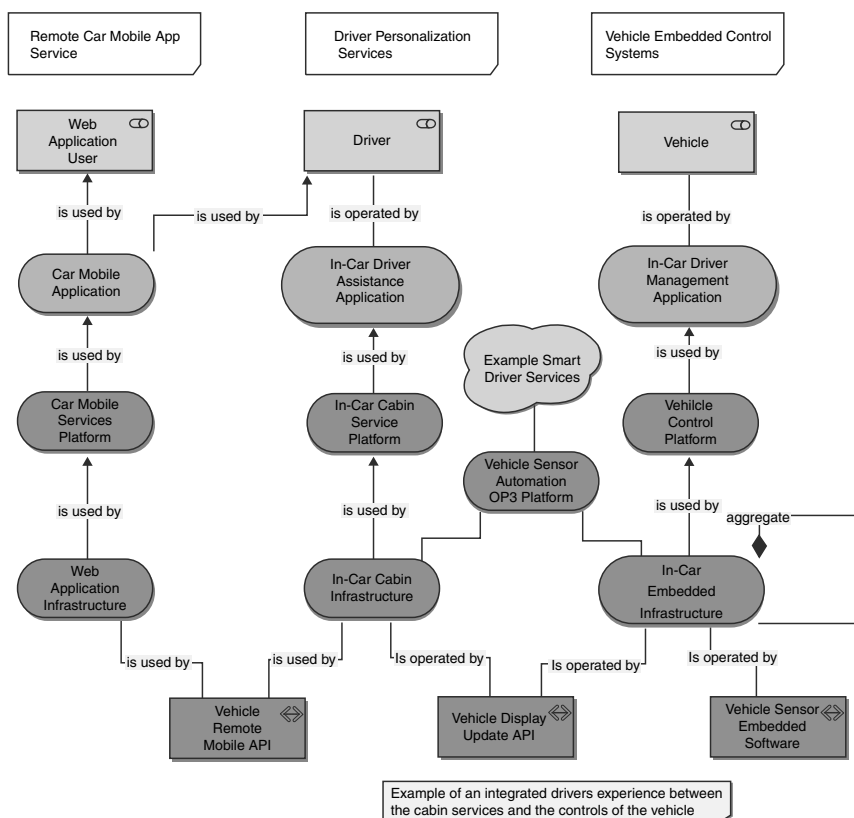 Remote Car Mobile App
Service
Driver Personalization
Services
Vehicle Embedded Control
Systems
Web
Application
User
Driver
Vehicle
is used by
is used by
is operated by
is operated by
Car Mobile
Application
In-Car Driver
Assistance
Application
In-Car Driver
Management
Application
is used by
is used by
Example Smart
Driver Services
is used by
Car Mobile
Services
Platform
In-Car Cabin
Service
Platform
Vehilcle
Control
Platform
Vehicle Sensor
Automation
OP3 Platform
is used by
is used by
is used by
aggregate
Web
Application
Infrastructure
In-Car Cabin
Infrastructure
In-Car
Embedded
Infrastructure
is used by
is used by
Is operated by
Is operated by
Is operated by
Vehicle
Remote
Mobile API
Vehicle Display
Update API
Vehicle Sensor
Embedded
Software
Example of an integrated drivers experience between
the cabin services and the controls of the vehicle